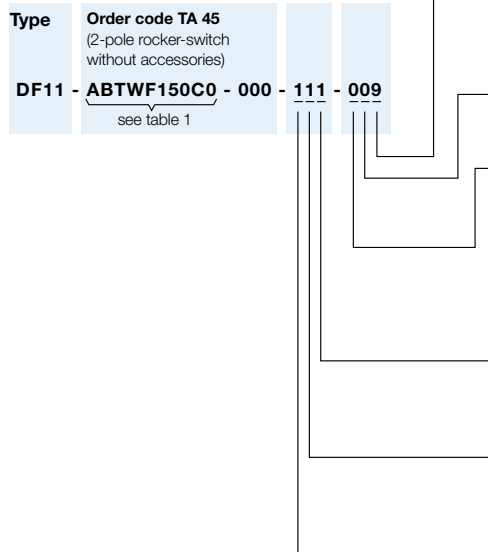 Type
Order code TA 45
(2-pole rocker-switch
without accessories)
DF11 - ABTWF150C0 - 000 - 111 - 009
see table 1